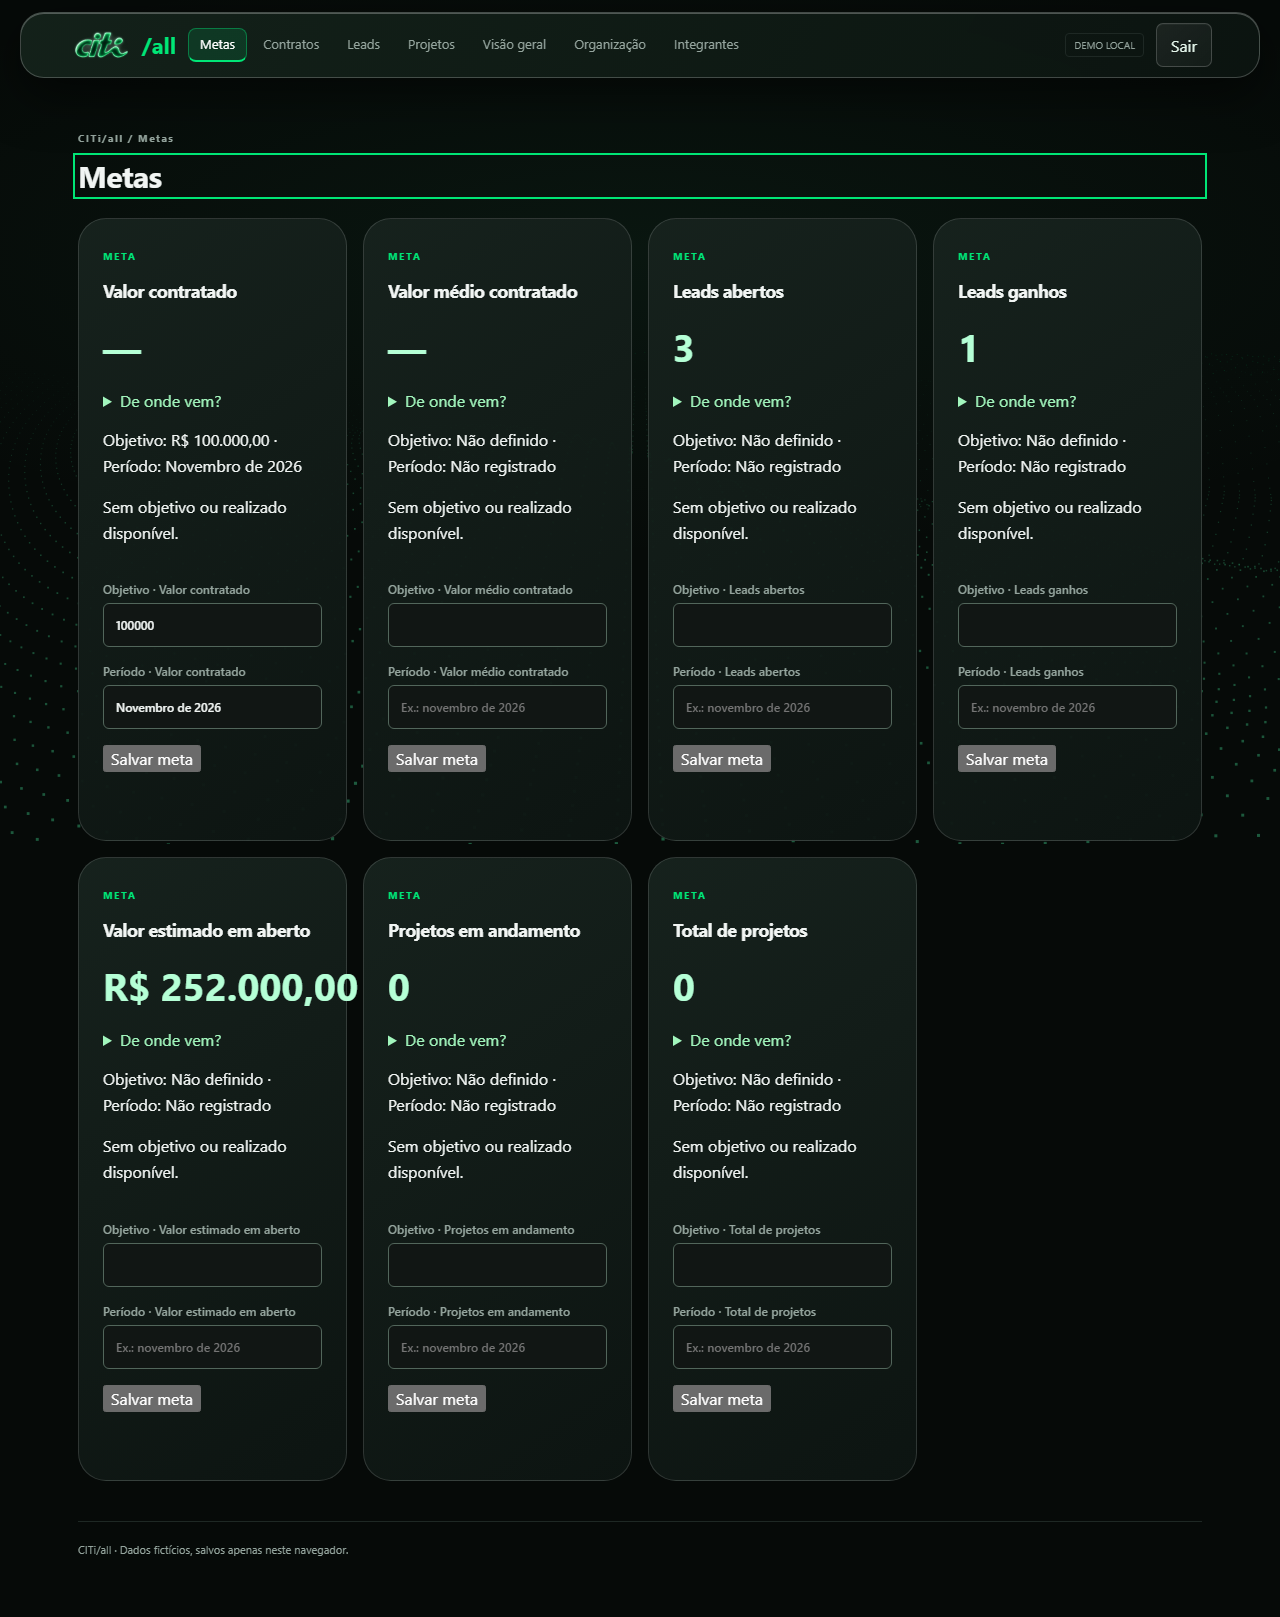 citi /all Metas Contratos Leads Projetos Visão geral Organização Integrantes DEMO LOCAL Sair
CITi/all / Metas
Metas
META
Valor contratado
—
▶ De onde vem?
Objetivo: R$ 100.000,00 ·
Período: Novembro de 2026
Sem objetivo ou realizado
disponível.
Objetivo · Valor contratado
100000
Período · Valor contratado
Novembro de 2026
Salvar meta
META
Valor médio contratado
—
▶ De onde vem?
Objetivo: Não definido ·
Período: Não registrado
Sem objetivo ou realizado
disponível.
Objetivo · Valor médio contratado
Período · Valor médio contratado
Ex.: novembro de 2026
Salvar meta
META
Leads abertos
3
▶ De onde vem?
Objetivo: Não definido ·
Período: Não registrado
Sem objetivo ou realizado
disponível.
Objetivo · Leads abertos
Período · Leads abertos
Ex.: novembro de 2026
Salvar meta
META
Leads ganhos
1
▶ De onde vem?
Objetivo: Não definido ·
Período: Não registrado
Sem objetivo ou realizado
disponível.
Objetivo · Leads ganhos
Período · Leads ganhos
Ex.: novembro de 2026
Salvar meta
META
Valor estimado em aberto
R$ 252.000,00
▶ De onde vem?
Objetivo: Não definido ·
Período: Não registrado
Sem objetivo ou realizado
disponível.
Objetivo · Valor estimado em aberto
Período · Valor estimado em aberto
Ex.: novembro de 2026
Salvar meta
META
Projetos em andamento
0
▶ De onde vem?
Objetivo: Não definido ·
Período: Não registrado
Sem objetivo ou realizado
disponível.
Objetivo · Projetos em andamento
Período · Projetos em andamento
Ex.: novembro de 2026
Salvar meta
META
Total de projetos
0
▶ De onde vem?
Objetivo: Não definido ·
Período: Não registrado
Sem objetivo ou realizado
disponível.
Objetivo · Total de projetos
Período · Total de projetos
Ex.: novembro de 2026
Salvar meta
CITi/all · Dados fictícios, salvos apenas neste navegador.